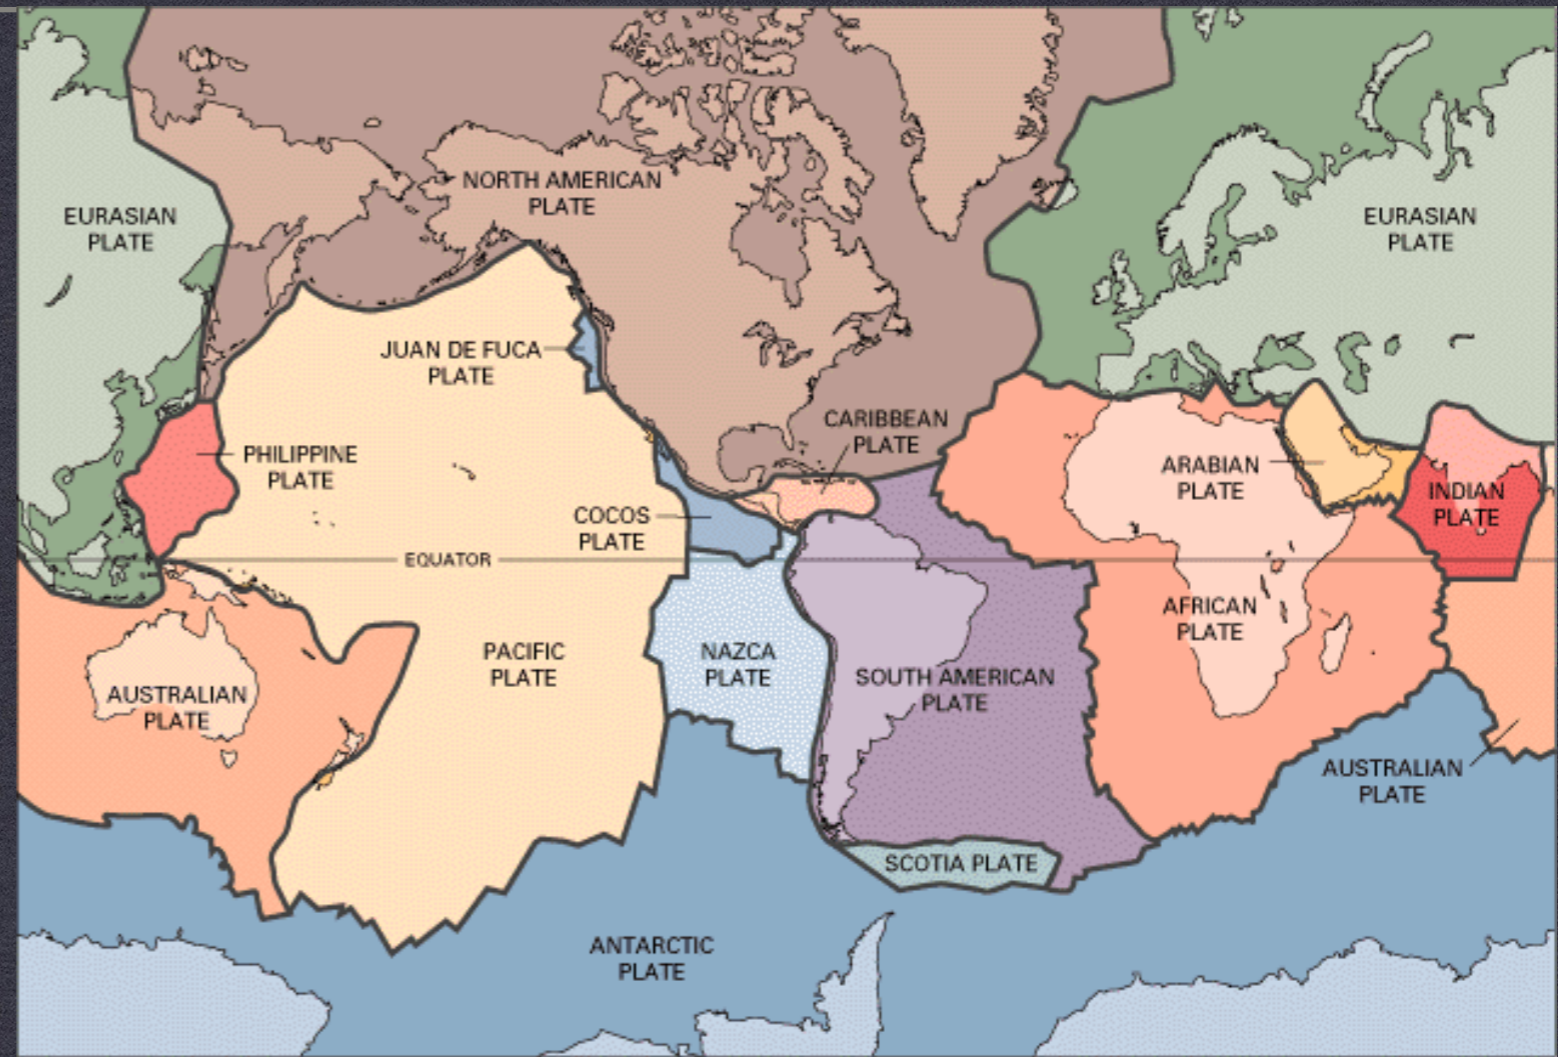 NORTH AMERICAN
PLATE
EURASIAN
PLATE
EURASIAN
PLATE
JUAN DE FUCA
PLATE
CARIBBEAN
PLATE
PHILIPPINE
PLATE
ARABIAN
PLATE
INDIAN
PLATE
COCOS
PLATE
EQUATOR
AFRICAN
PLATE
PACIFIC
PLATE
NAZCA
PLATE
SOUTH AMERICAN
PLATE
AUSTRALIAN
PLATE
AUSTRALIAN
PLATE
SCOTIA PLATE
ANTARCTIC
PLATE